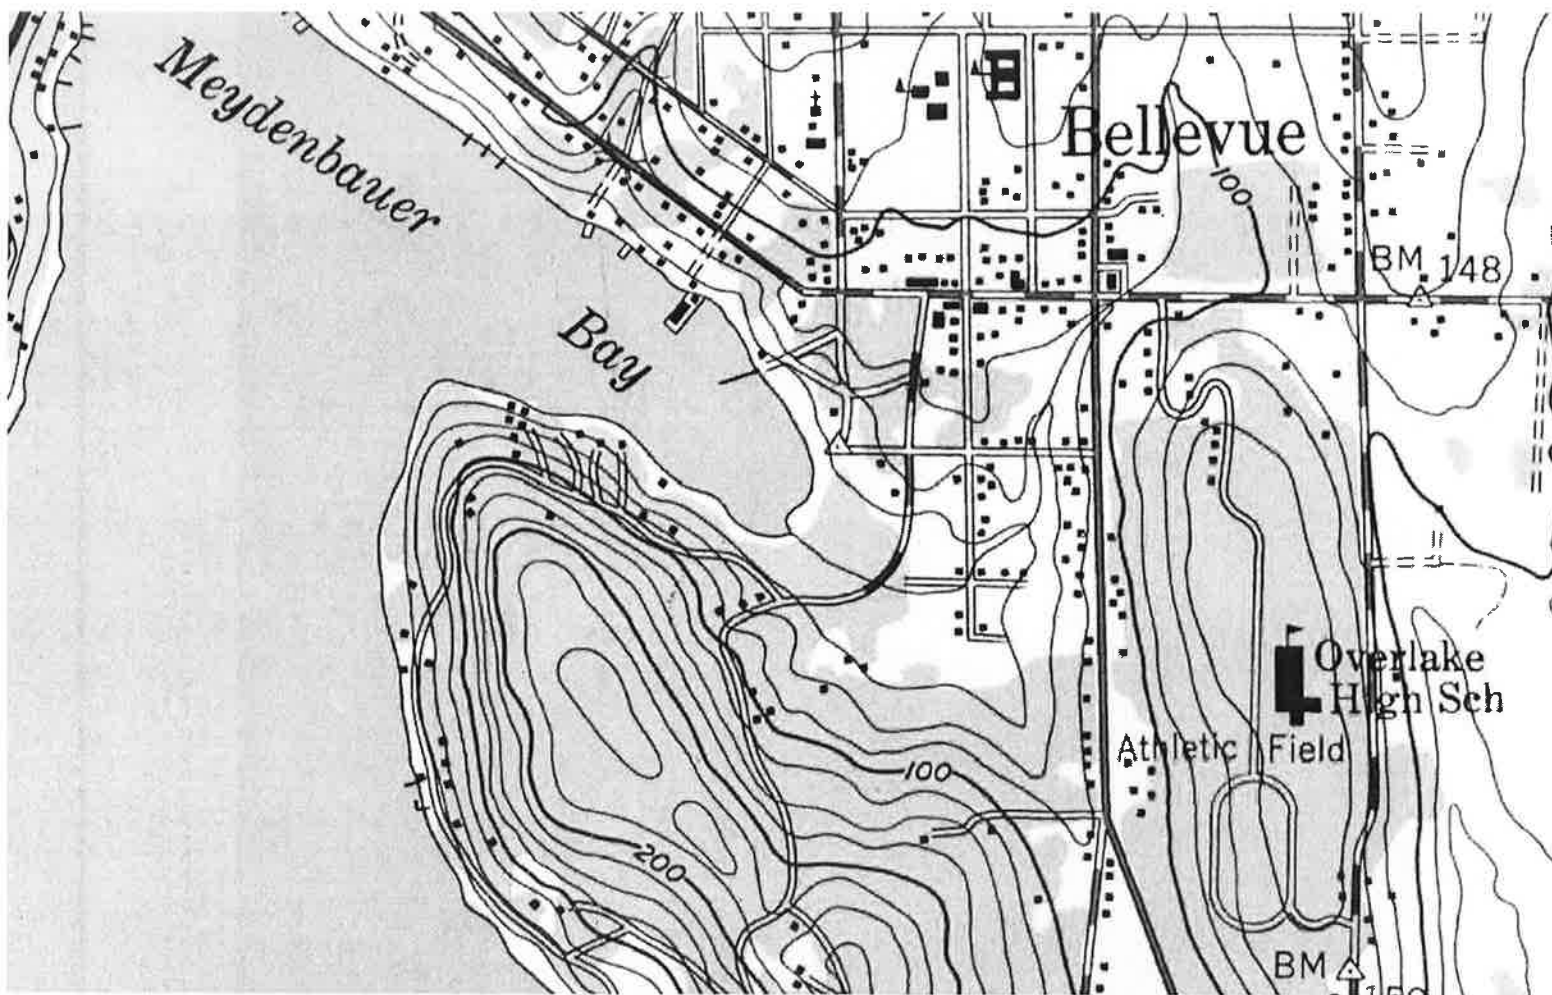 Meydenbauer
Bay
Bellevue
100
BM 148
Overlake
High Sch
Athletic Field
100
200
BM